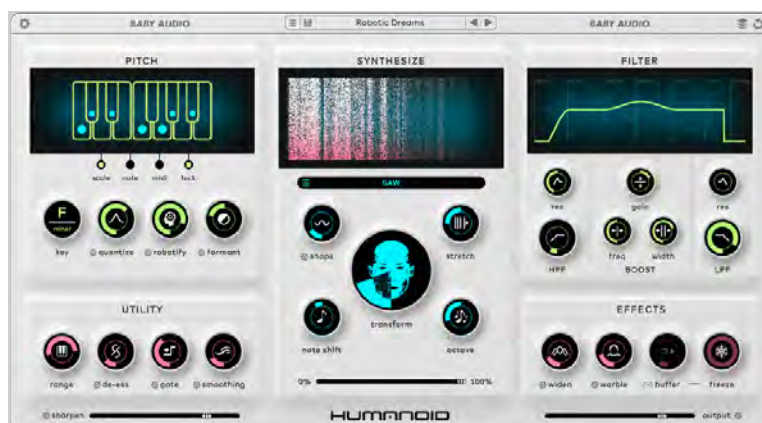 BABY AUDIO.
Robotic Dreams
BABY AUDIO.
PITCH
scale note midi lock
F
minor
key quantize robotify formant
SYNTHESIZE
SAW
shape
stretch
transform
note shift
octave
0% 100%
FILTER
res gain res
freq width
HPF BOOST LPF
UTILITY
range de-ess gate smoothing
EFFECTS
widen warble buffer freeze
sharpen
HUMANOID
output